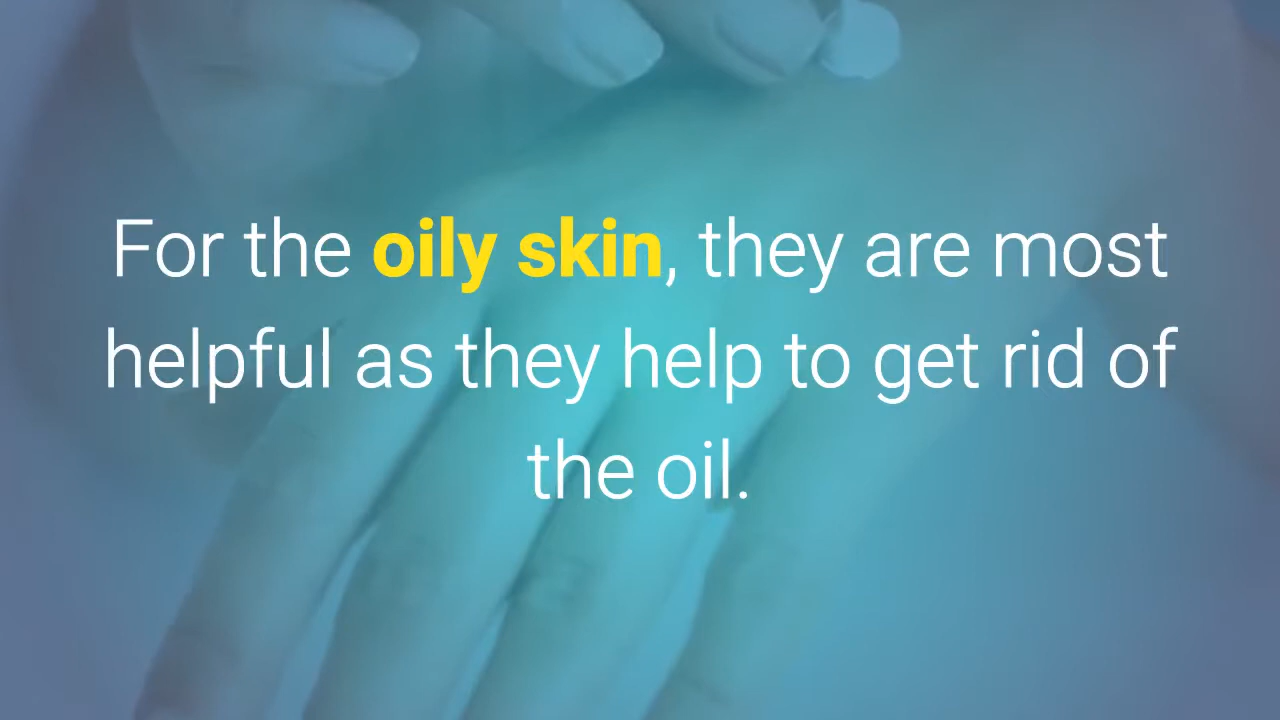 For the oily skin, they are most
helpful as they help to get rid of
the oil.